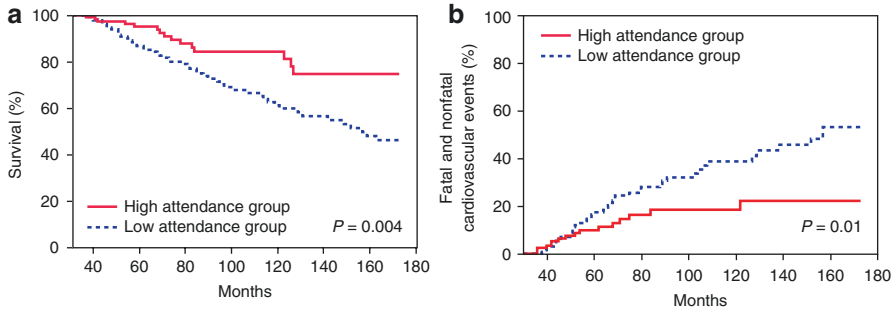 a
100
80
60
40
20
0
Survival (%)
High attendance group
Low attendance group
P = 0.004
40 60 80 100 120 140 160 180
Months
b
100
80
60
40
20
0
Fatal and nonfatal
cardiovascular events (%)
High attendance group
Low attendance group
P = 0.01
40 60 80 100 120 140 160 180
Months